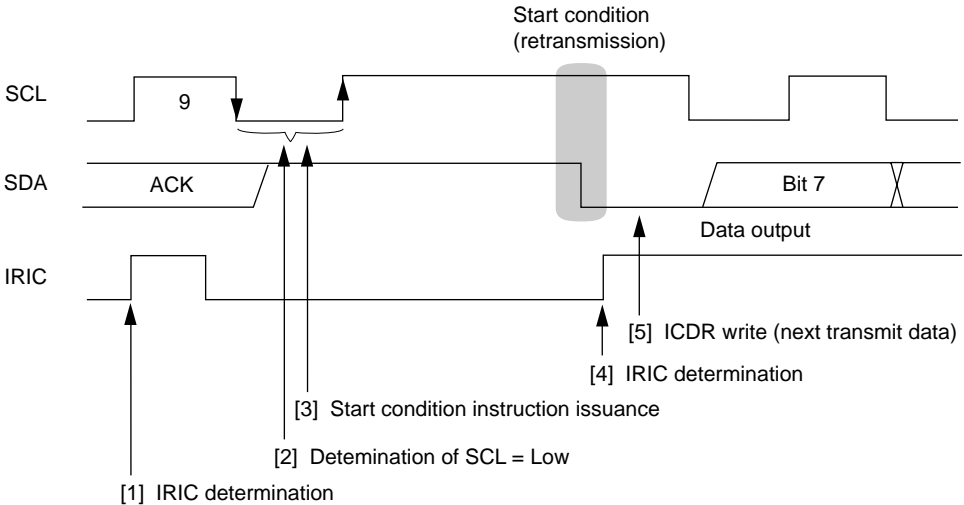 Start condition
(retransmission)
SCL
9
SDA
ACK
Bit 7
Data output
IRIC
[5] ICDR write (next transmit data)
[4] IRIC determination
[3] Start condition instruction issuance
[2] Detemination of SCL = Low
[1] IRIC determination